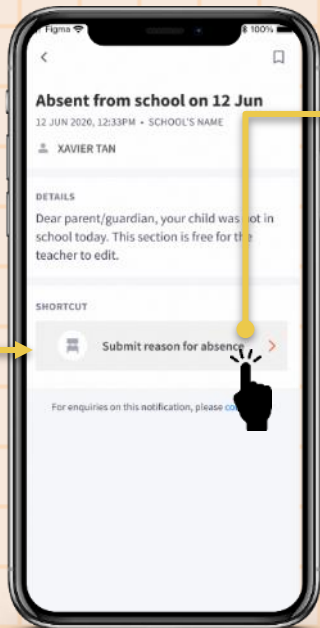 Figma 100%
Absent from school on 12 Jun
12 JUN 2020, 12:33PM • SCHOOL'S NAME
XAVIER TAN
DETAILS
Dear parent/guardian, your child was not in
school today. This section is free for the
teacher to edit.
SHORTCUT
Submit reason for absence
For enquiries on this notification, please